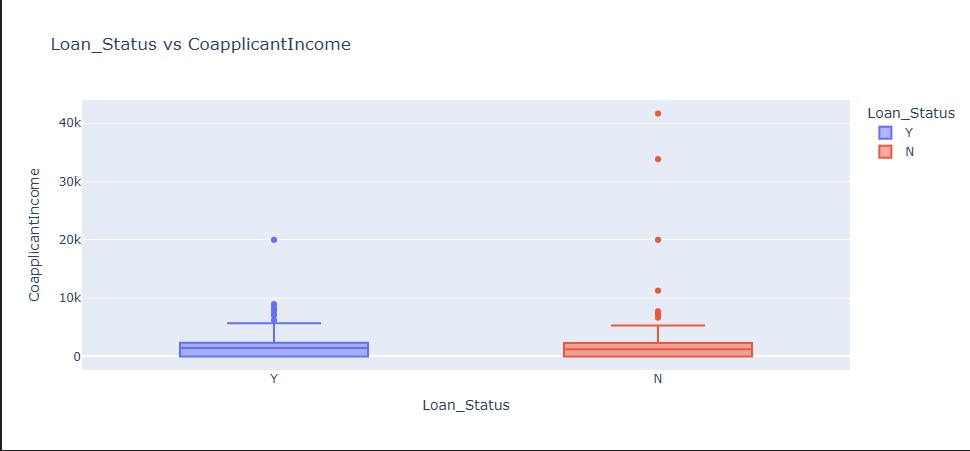 Loan_Status vs CoapplicantIncome
Loan_Status
Y
N
40k
30k
20k
10k
0
CoapplicantIncome
Y
N
Loan_Status